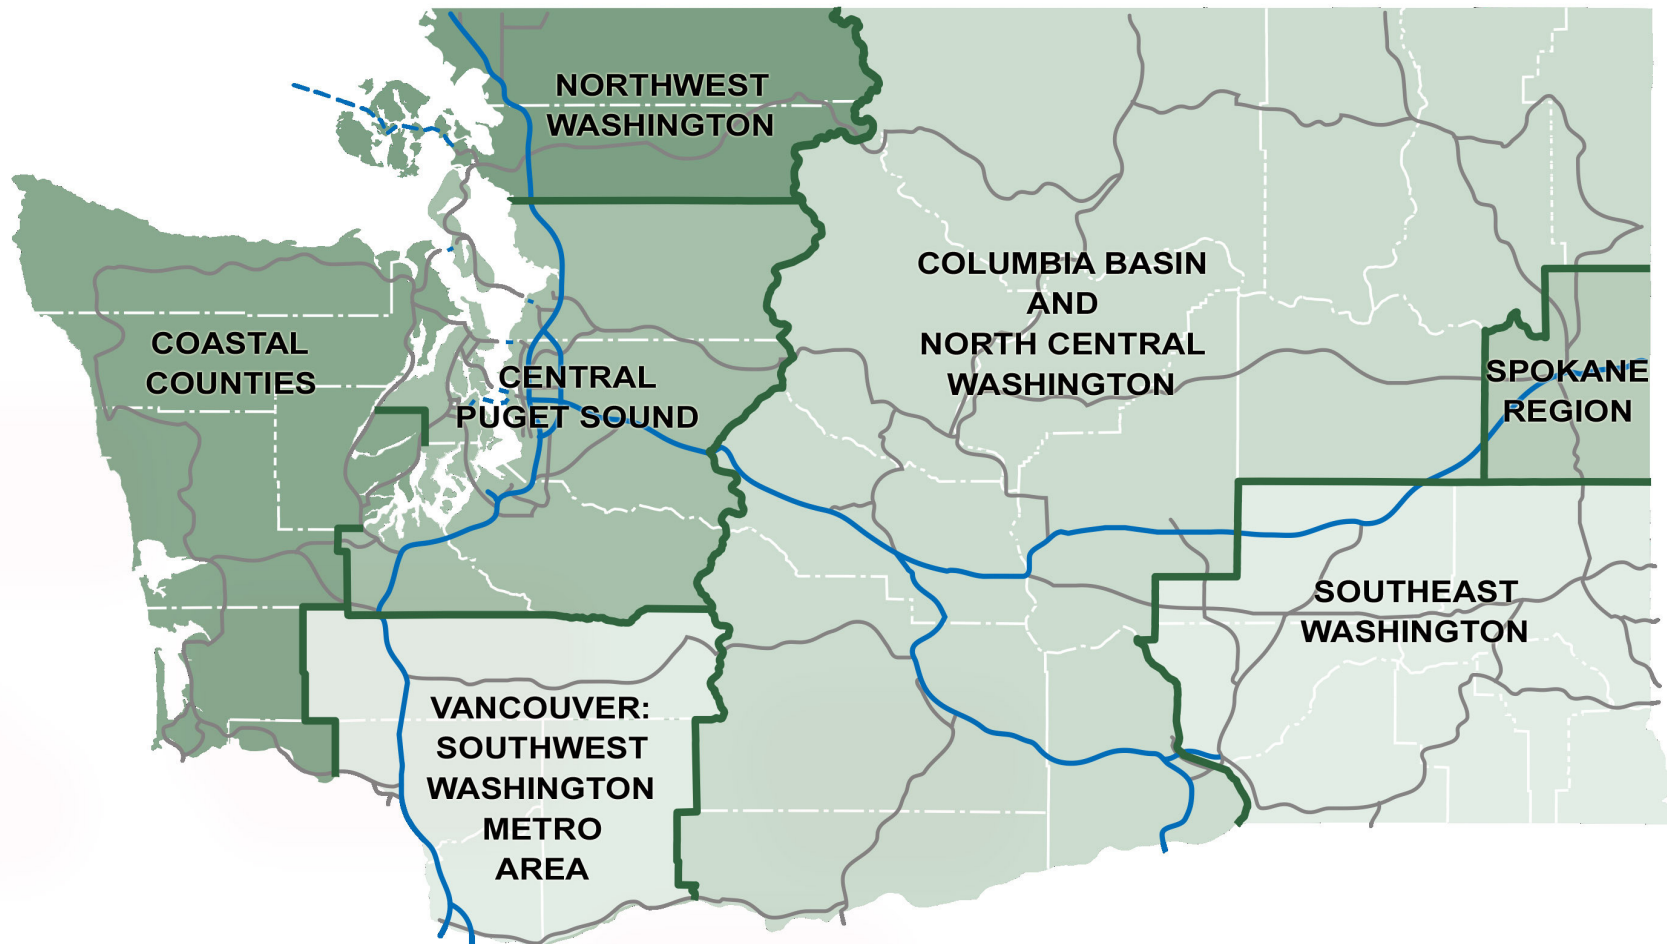 NORTHWEST
WASHINGTON
COASTAL
COUNTIES
CENTRAL
PUGET SOUND
COLUMBIA BASIN
AND
NORTH CENTRAL
WASHINGTON
SPOKANE
REGION
SOUTHEAST
WASHINGTON
VANCOUVER:
SOUTHWEST
WASHINGTON
METRO
AREA